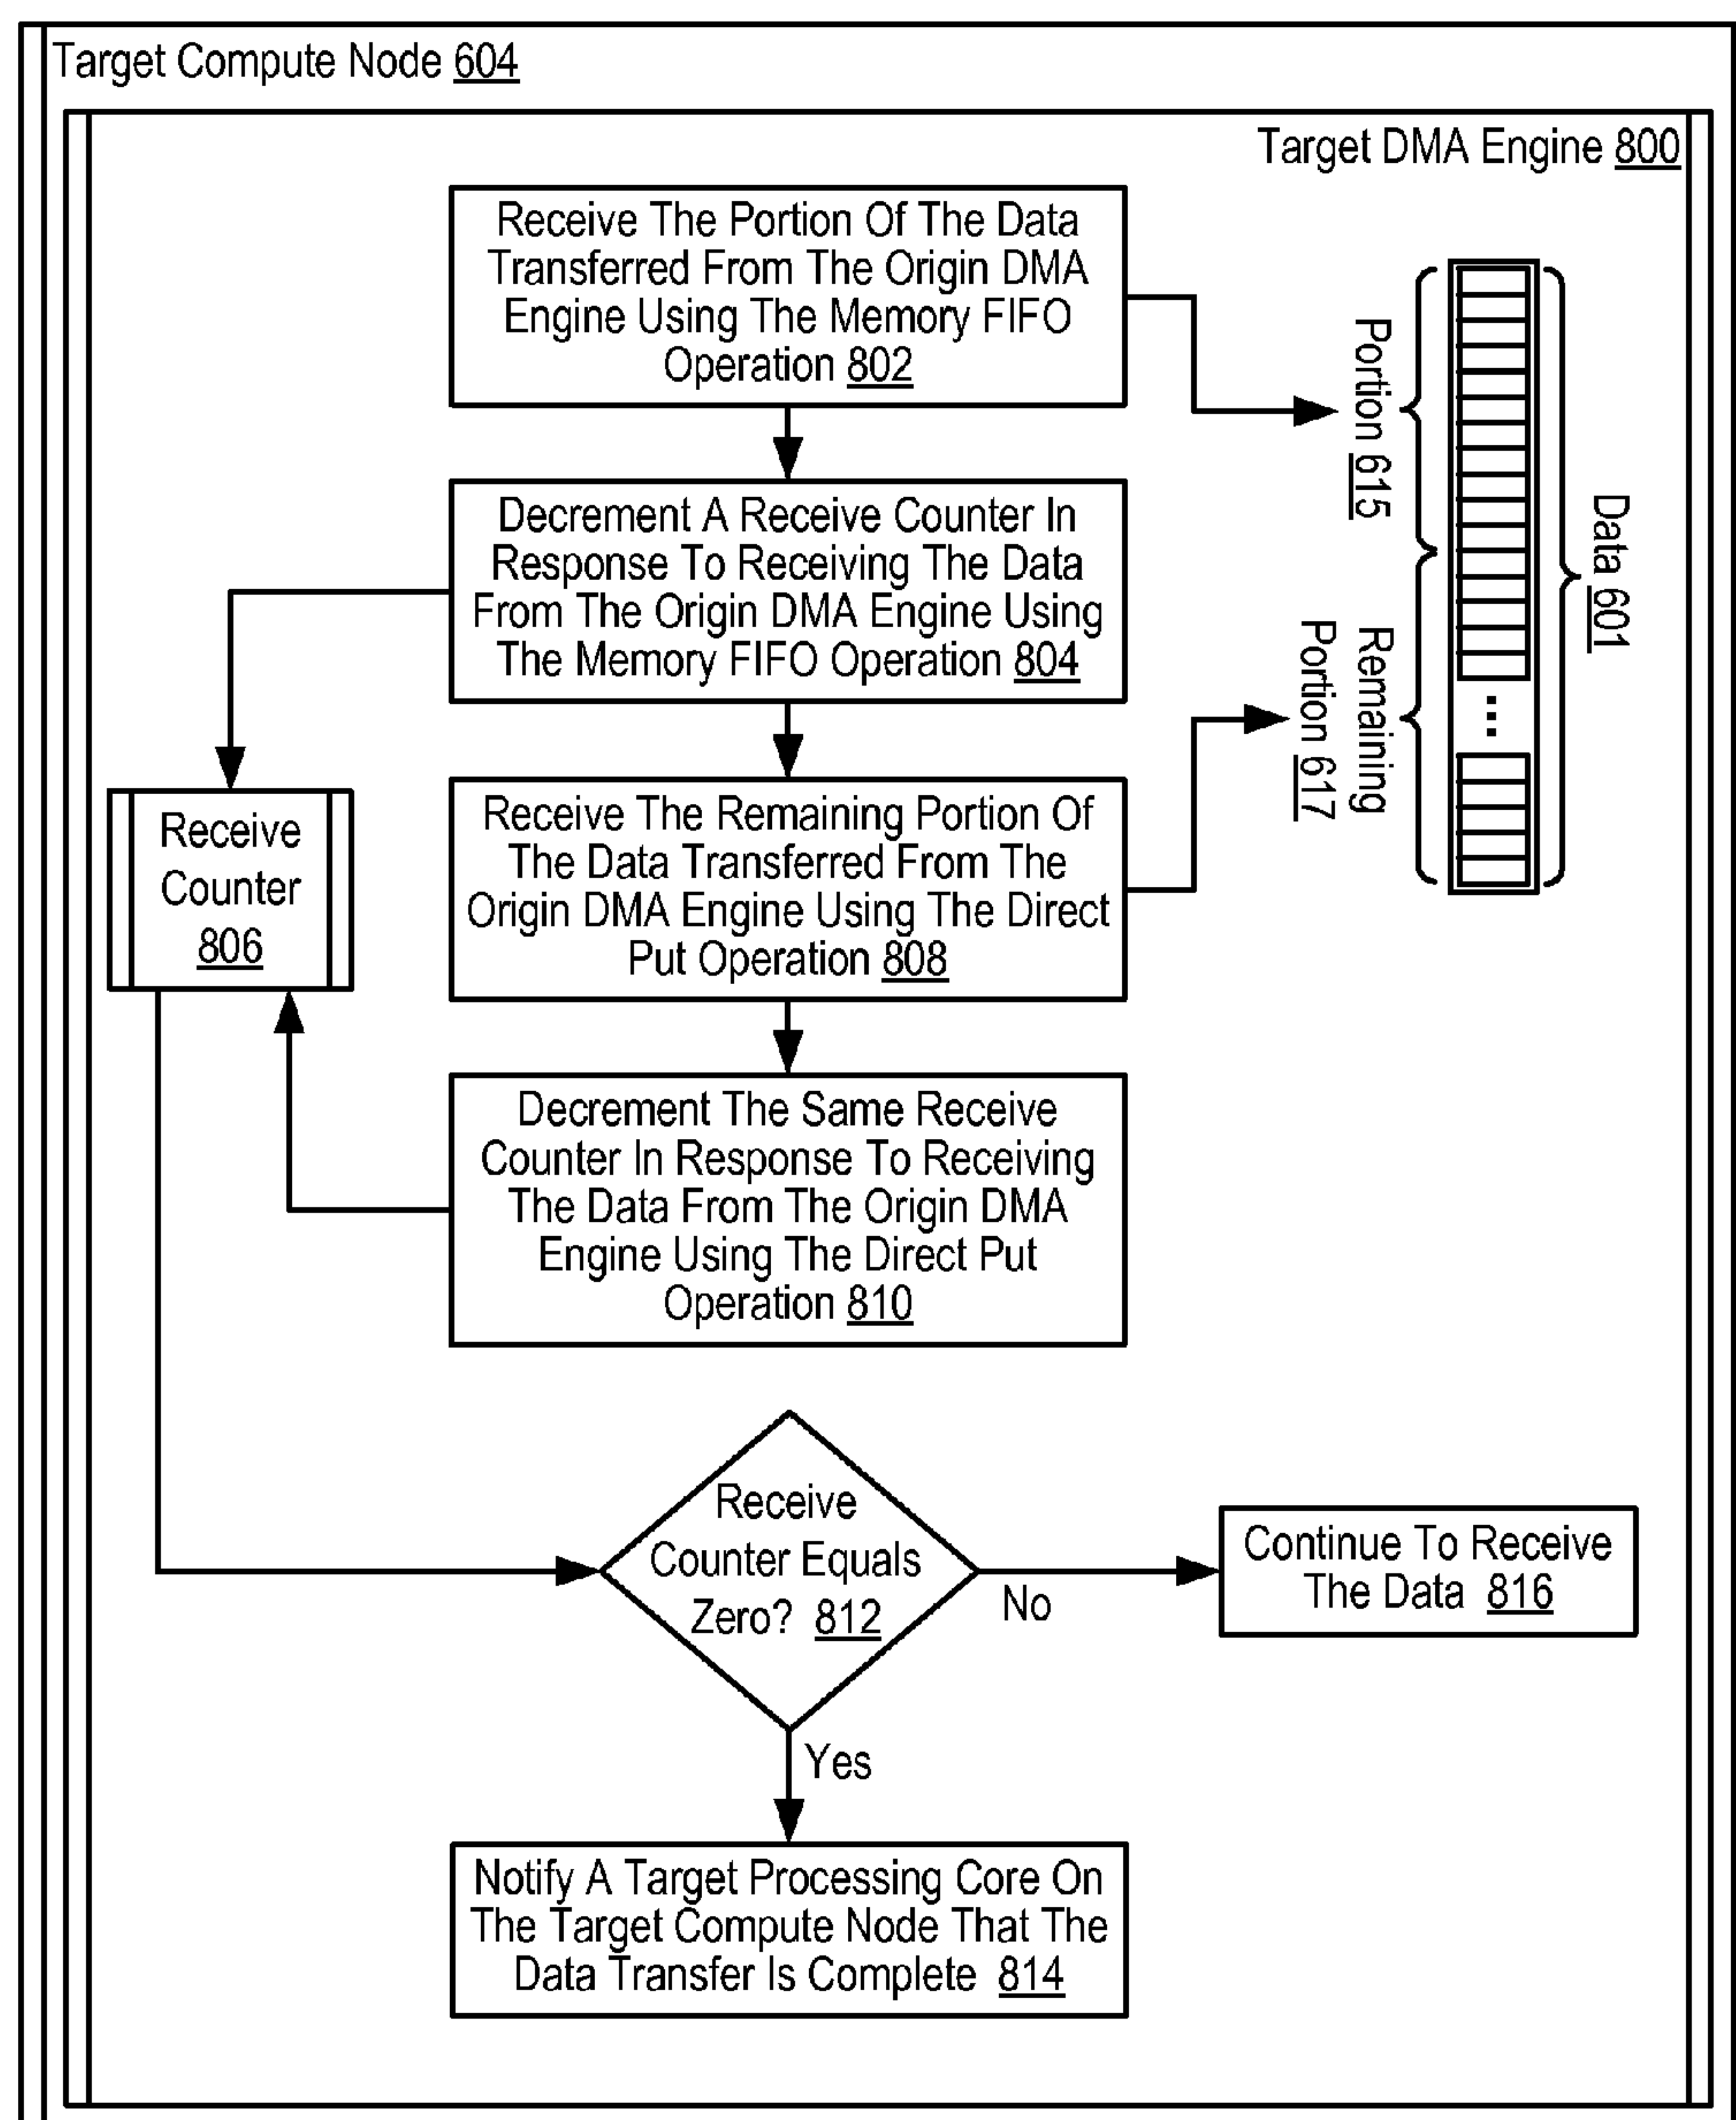 Target Compute Node 604
Target DMA Engine 800
Receive The Portion Of The Data
Transferred From The Origin DMA
Engine Using The Memory FIFO
Operation 802
Portion 615
Data 601
Decrement A Receive Counter In
Response To Receiving The Data
From The Origin DMA Engine Using
The Memory FIFO Operation 804
Remaining
Portion 617
...
Receive
Counter
806
Receive The Remaining Portion Of
The Data Transferred From The
Origin DMA Engine Using The Direct
Put Operation 808
Decrement The Same Receive
Counter In Response To Receiving
The Data From The Origin DMA
Engine Using The Direct Put
Operation 810
Receive
Counter Equals
Zero? 812
No
Continue To Receive
The Data 816
Yes
Notify A Target Processing Core On
The Target Compute Node That The
Data Transfer Is Complete 814